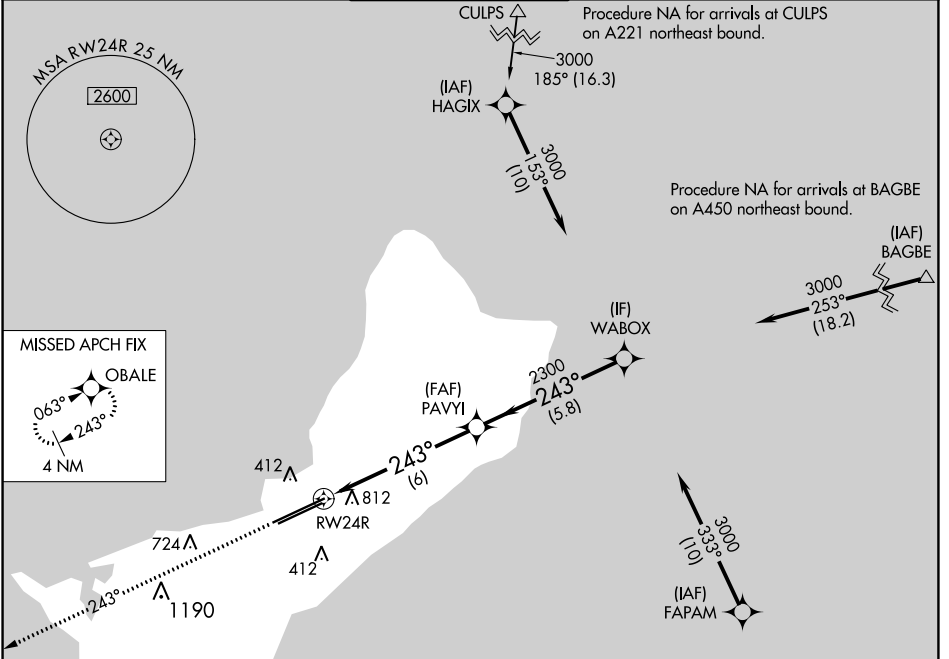 CULPS
Procedure NA for arrivals at CULPS
on A221 northeast bound.
MSA RW24R 25 NM
2600
3000
185° (16.3)
(IAF)
HAGIX
3000
153°
(10)
Procedure NA for arrivals at BAGBE
on A450 northeast bound.
(IAF)
BAGBE
3000
253°
(18.2)
(IF)
WABOX
MISSED APCH FIX
OBALE
063°
243°
4 NM
2300
243°
(5.8)
(FAF)
PAVYI
243°
(6)
412
812
RW24R
724
412
243°
1190
3000
333°
(10)
(IAF)
FAPAM